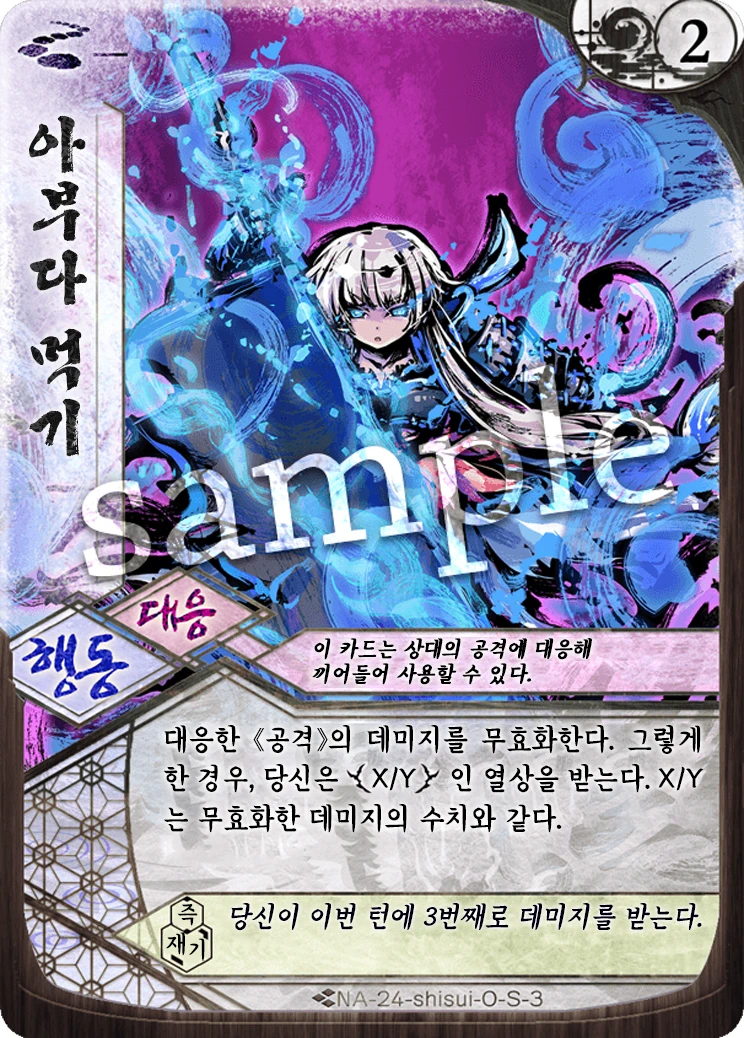 2
아무다 먹기
sample
대응
행동
이 카드는 상대의 공격에 대응해
끼어들어 사용할 수 있다.
대응한 《공격》의 데미지를 무효화한다. 그렇게
한 경우, 당신은 X/Y 인 열상을 받는다. X/Y
는 무효화한 데미지의 수치와 같다.
즉
재기
당신이 이번 턴에 3번째로 데미지를 받는다.
NA-24-shisui-O-S-3